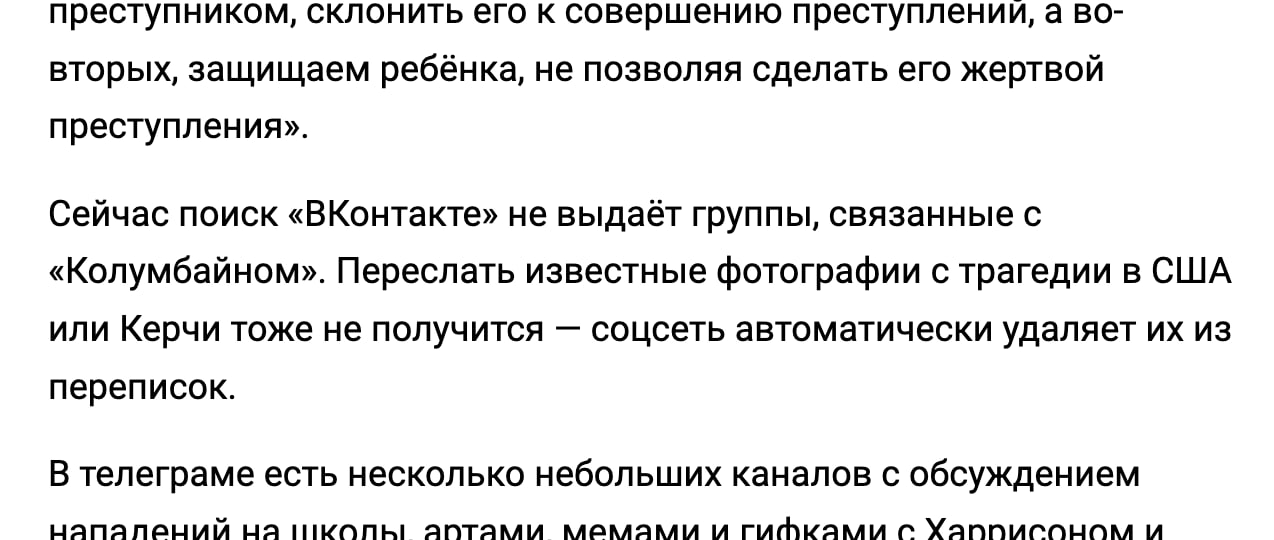 преступником, склонить его к совершению преступлений, а во-
вторых, защищаем ребёнка, не позволяя сделать его жертвой
преступления».
Сейчас поиск «ВКонтакте» не выдаёт группы, связанные с
«Колумбайном». Переслать известные фотографии с трагедии в США
или Керчи тоже не получится — соцсеть автоматически удаляет их из
переписок.
В телеграме есть несколько небольших каналов с обсуждением
нападений на школы, артами, мемами и гифками с Харрисоном и